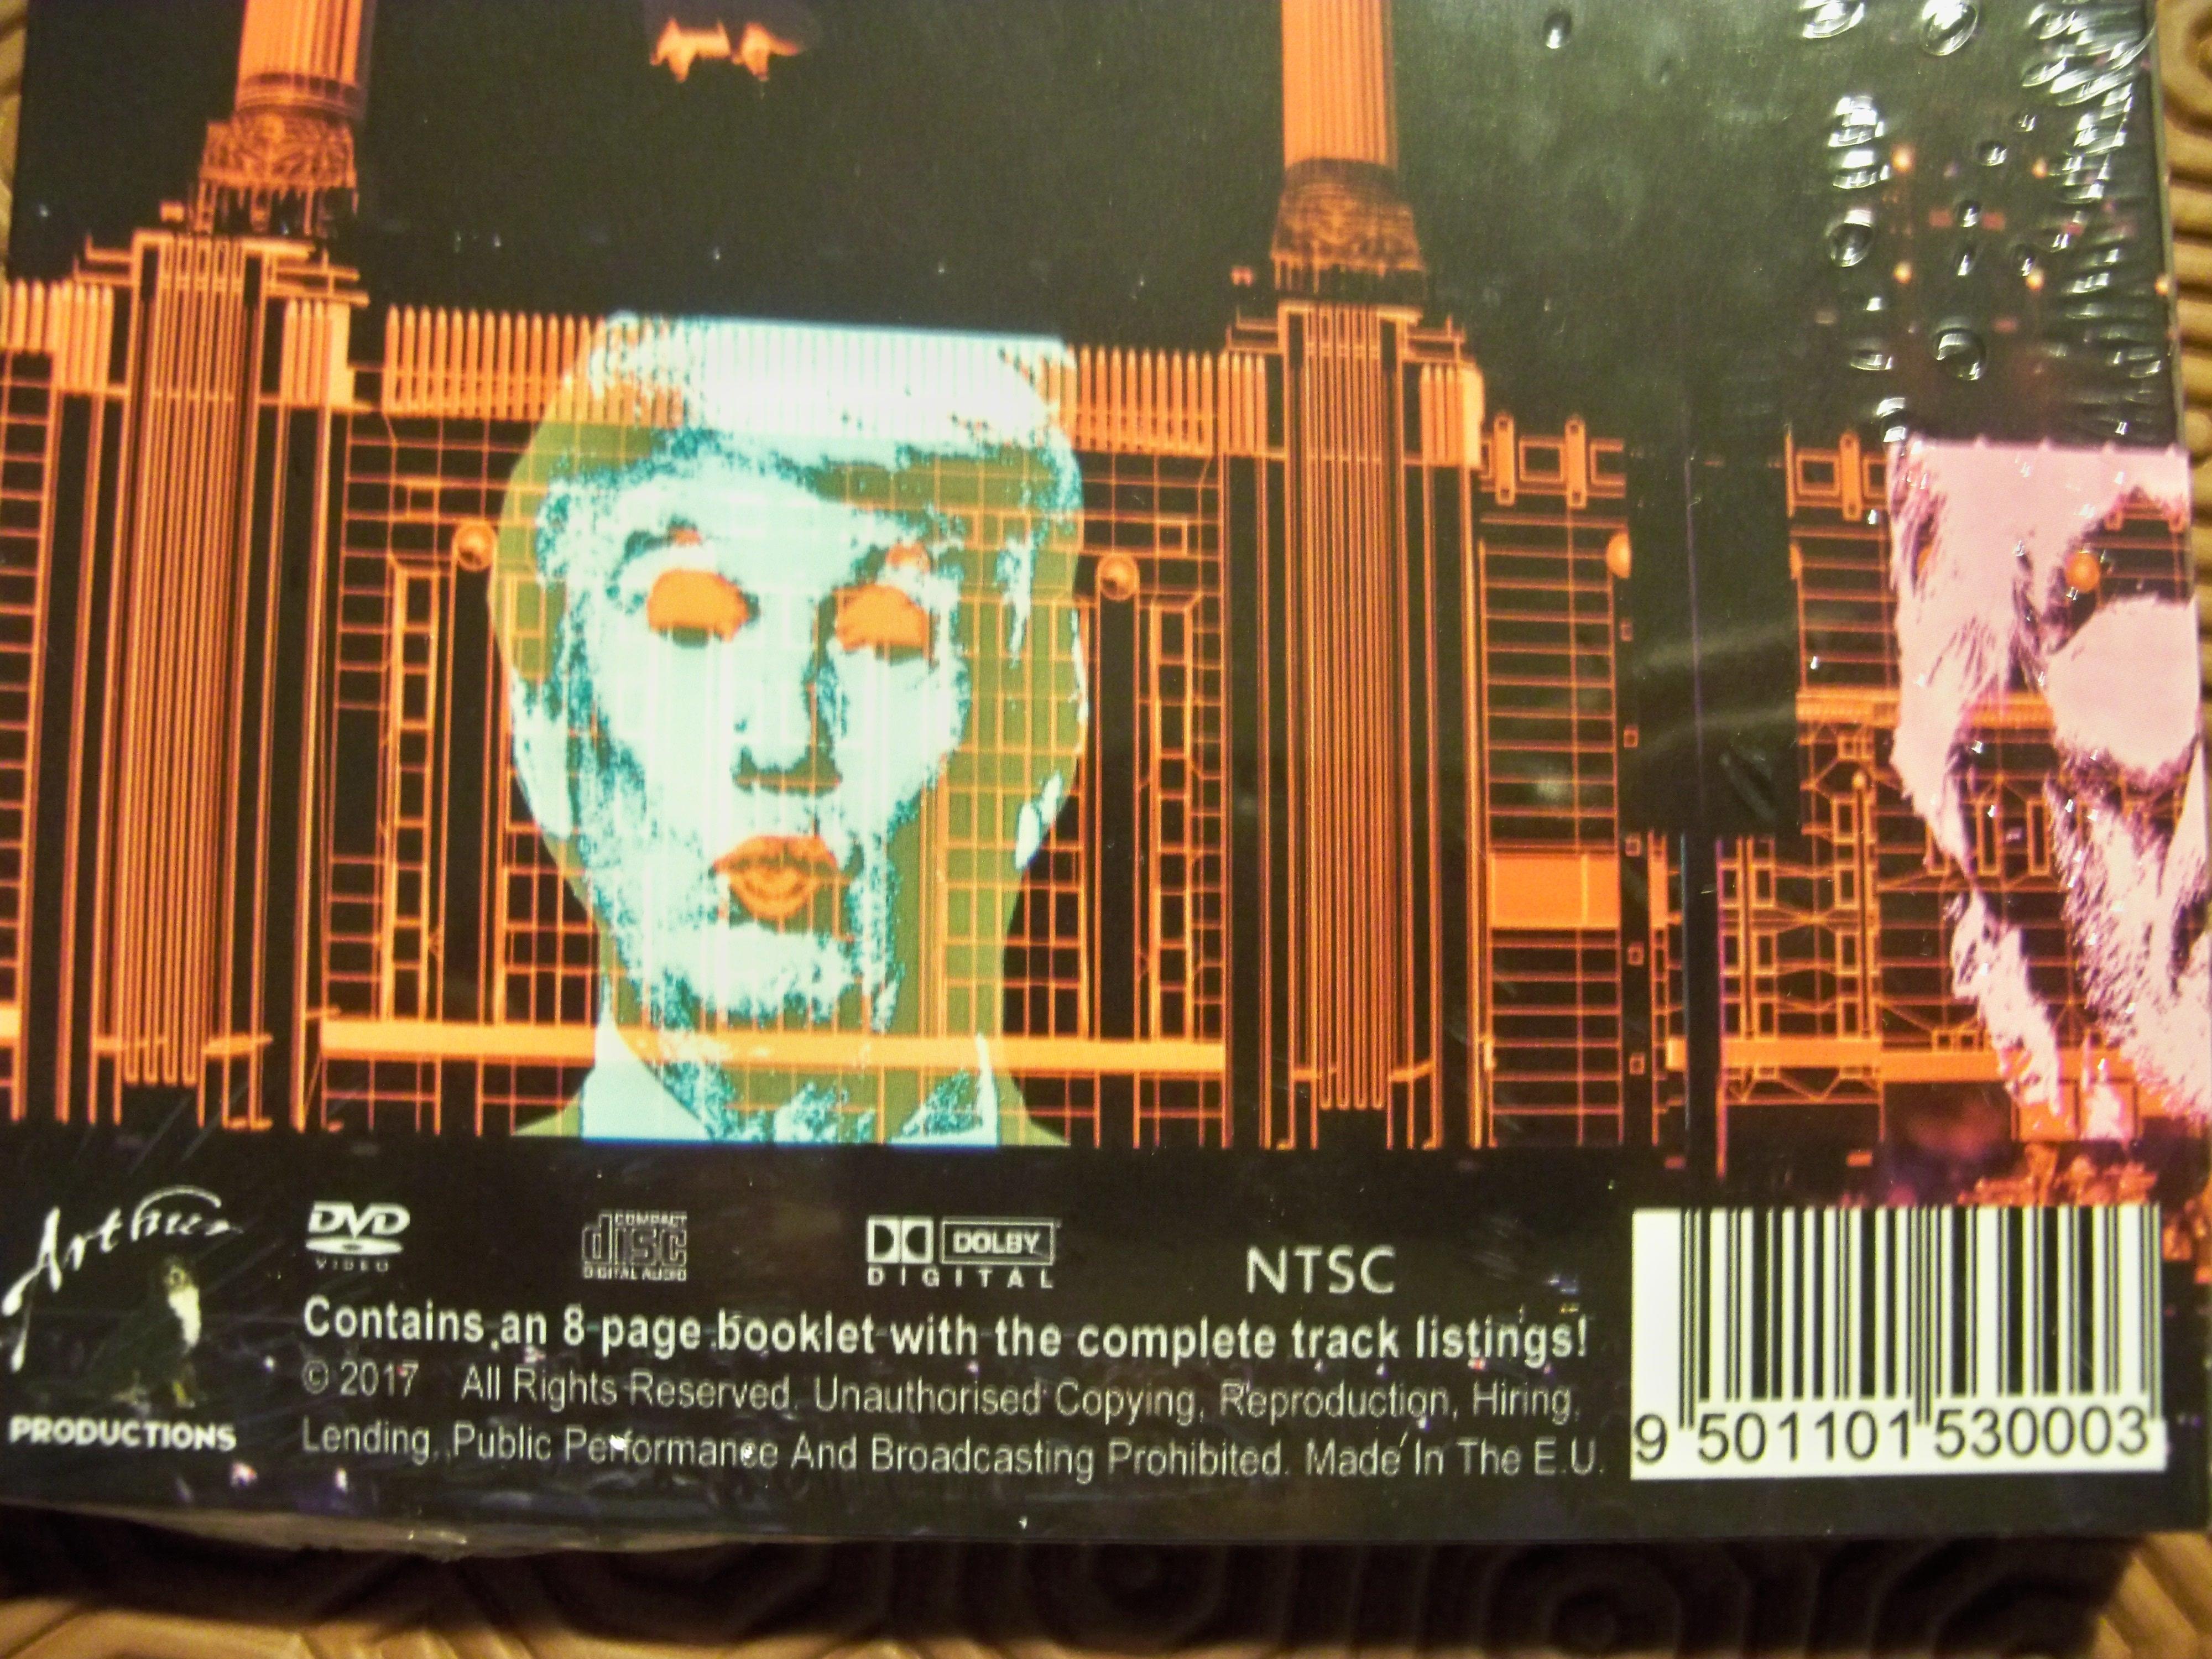 Arthur
PRODUCTIONS
DVD
VIDEO
COMPACT
disc
DIGITAL AUDIO
DOLBY
DIGITAL
NTSC
Contains an 8 page booklet with the complete track listings!
© 2017 All Rights Reserved. Unauthorised Copying, Reproduction, Hiring,
Lending, Public Performance And Broadcasting Prohibited. Made In The E.U.
9 501101 530003